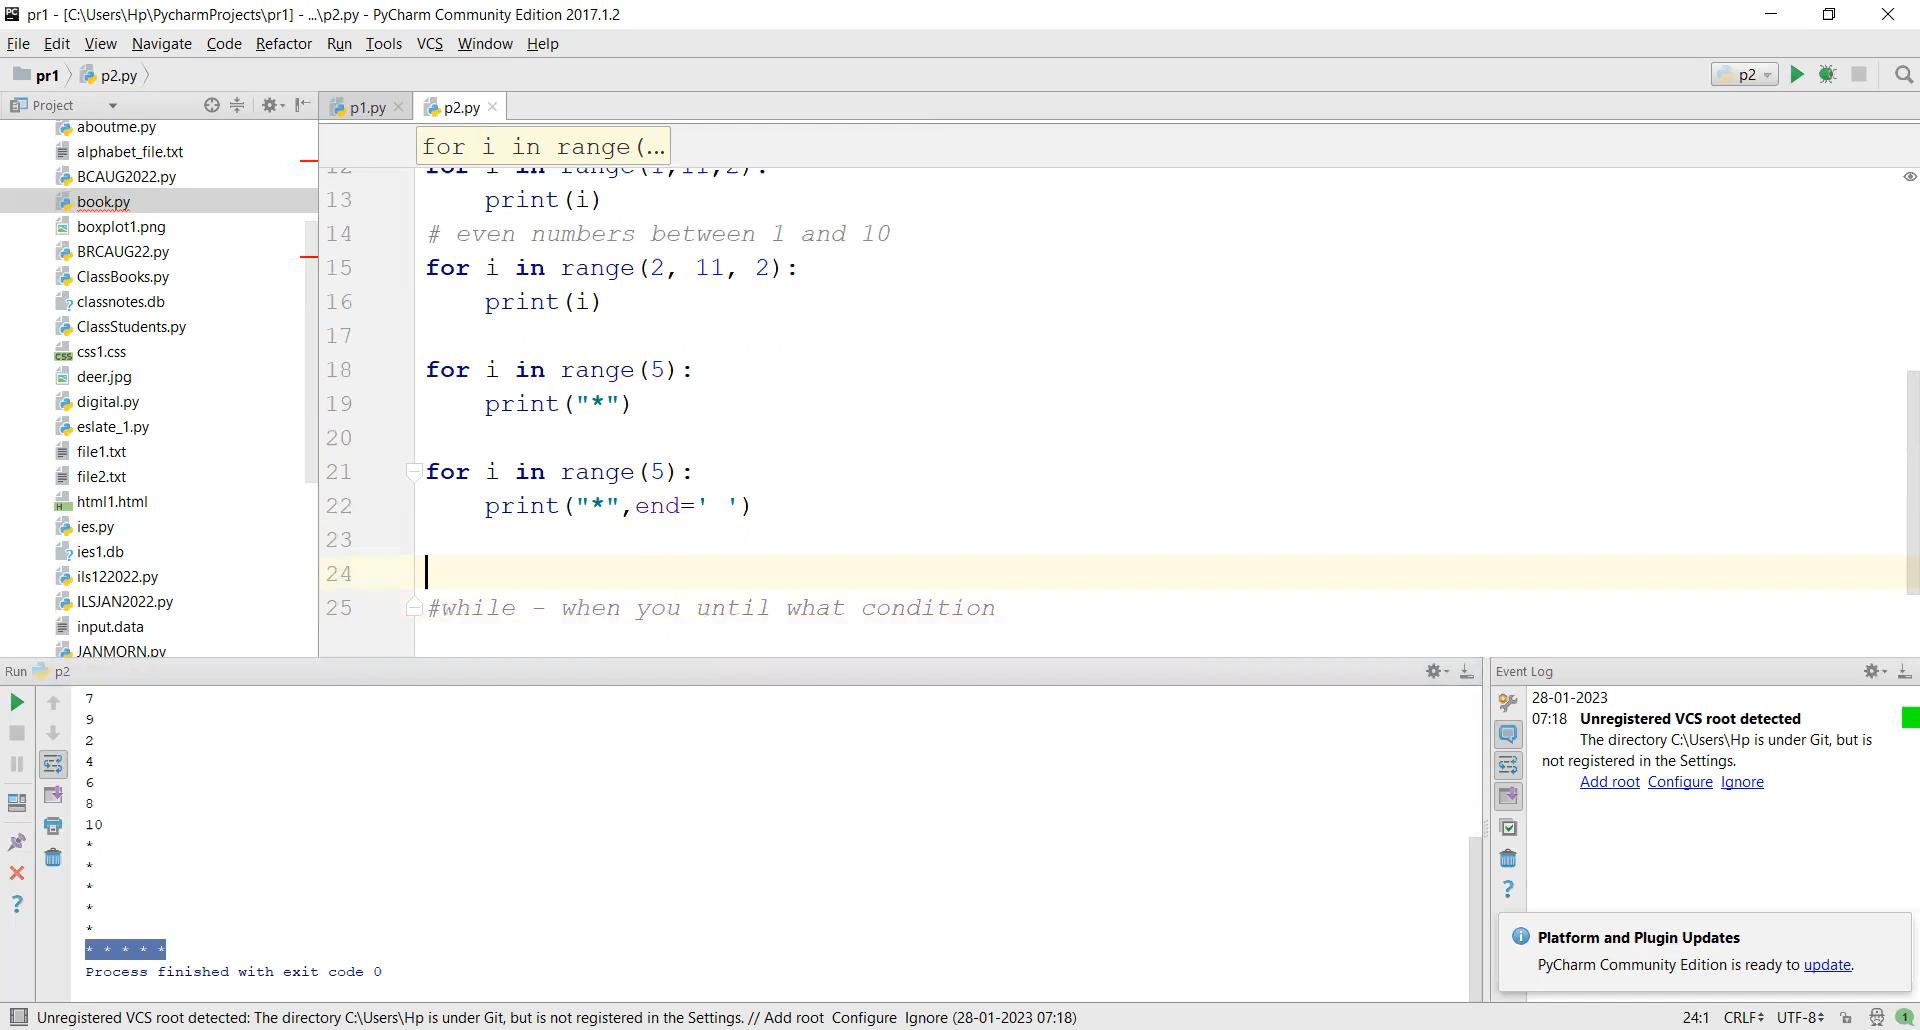 pr1 - [C:\Users\Hp\PycharmProjects\pr1] - ...\p2.py - PyCharm Community Edition 2017.1.2
File Edit View Navigate Code Refactor Run Tools VCS Window Help
pr1 p2.py p2
Project p1.py p2.py
for i in range(...
aboutme.py
alphabet_file.txt
BCAUG2022.py
book.py
boxplot1.png
BRCAUG22.py
ClassBooks.py
classnotes.db
ClassStudents.py
css1.css
deer.jpg
digital.py
eslate_1.py
file1.txt
file2.txt
html1.html
ies.py
ies1.db
ils122022.py
ILSJAN2022.py
input.data
JANMORN.py
12 for i in range(1,11,2):
13 print(i)
14 # even numbers between 1 and 10
15 for i in range(2, 11, 2):
16 print(i)
17
18 for i in range(5):
19 print("*")
20
21 for i in range(5):
22 print("*",end=' ')
23
24
25 #while - when you until what condition
Run p2
7
9
2
4
6
8
10
*
*
*
*
*
* * * * *
Process finished with exit code 0
Event Log
28-01-2023
07:18 Unregistered VCS root detected
The directory C:\Users\Hp is under Git, but is
not registered in the Settings.
Add root Configure Ignore
Platform and Plugin Updates
PyCharm Community Edition is ready to update.
Unregistered VCS root detected: The directory C:\Users\Hp is under Git, but is not registered in the Settings. // Add root Configure Ignore (28-01-2023 07:18)
24:1 CRLF UTF-8 1